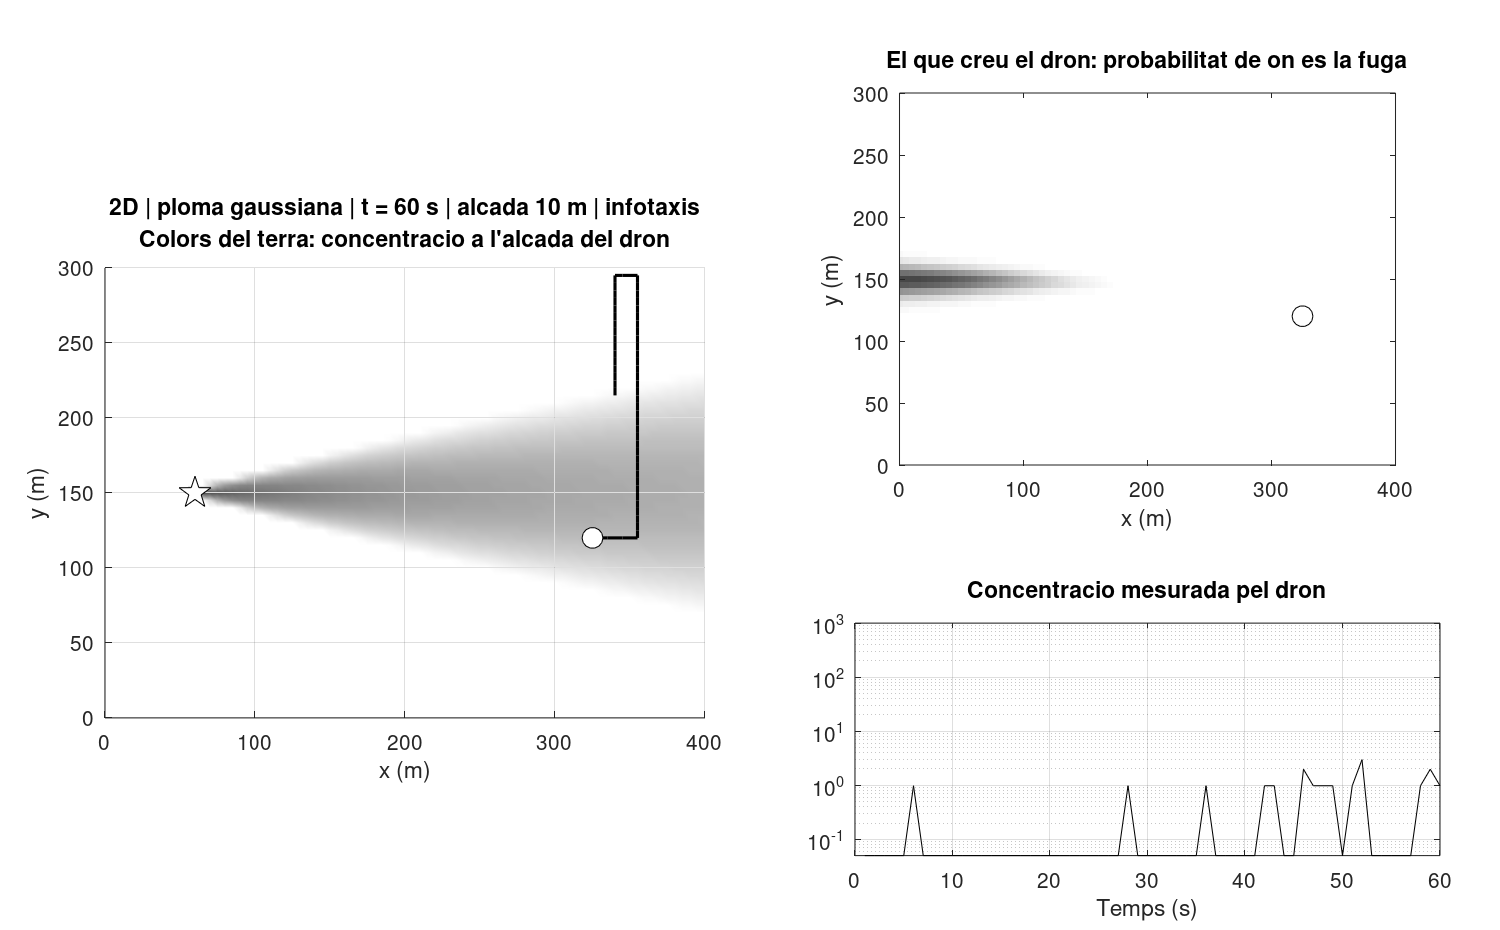 2D | ploma gaussiana | t = 60 s | alcada 10 m | infotaxis
Colors del terra: concentracio a l'alcada del dron
300
250
200
150
100
50
0
y (m)
0 100 200 300 400
x (m)
El que creu el dron: probabilitat de on es la fuga
300
250
200
150
100
50
0
y (m)
0 100 200 300 400
x (m)
Concentracio mesurada pel dron
10^3
10^2
10^1
10^0
10^-1
0 10 20 30 40 50 60
Temps (s)